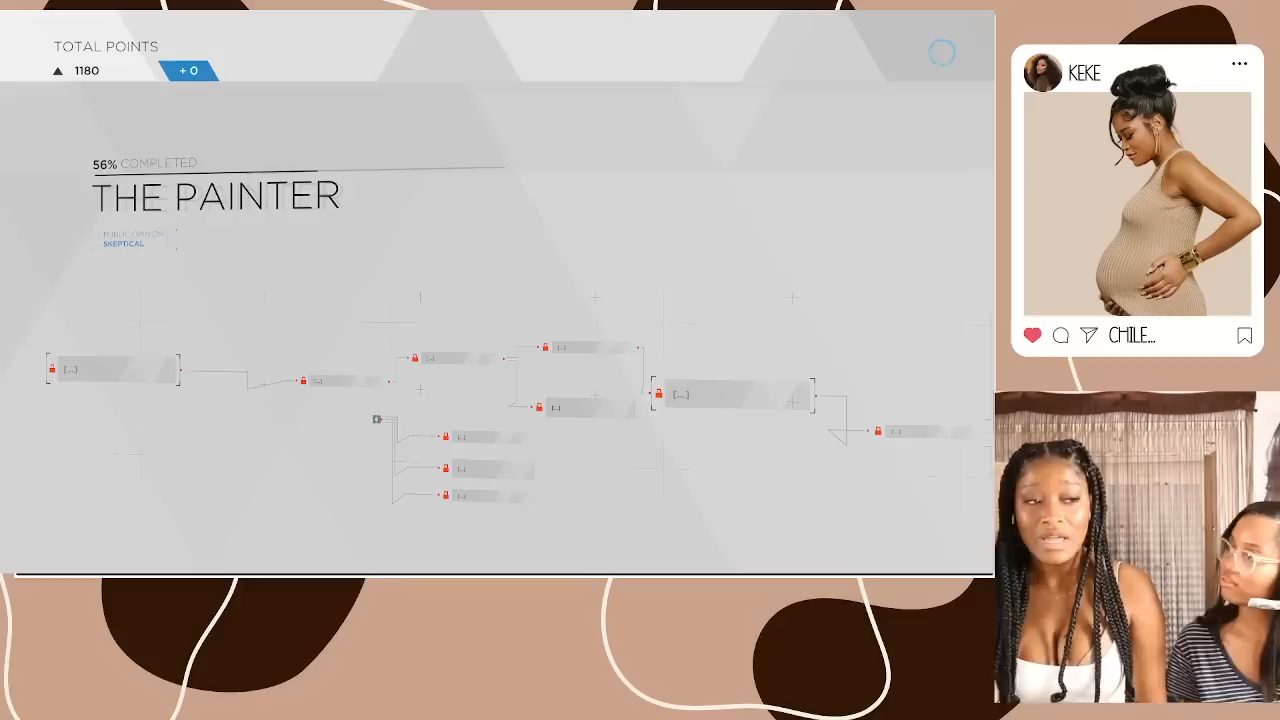 TOTAL POINTS
1180
+ 0
56% COMPLETED
THE PAINTER
PUBLIC OPINION
SKEPTICAL
[...]
[...]
[...]
[...]
[...]
[...]
[...]
[...]
[...]
[...]
KEKE
CHILE...